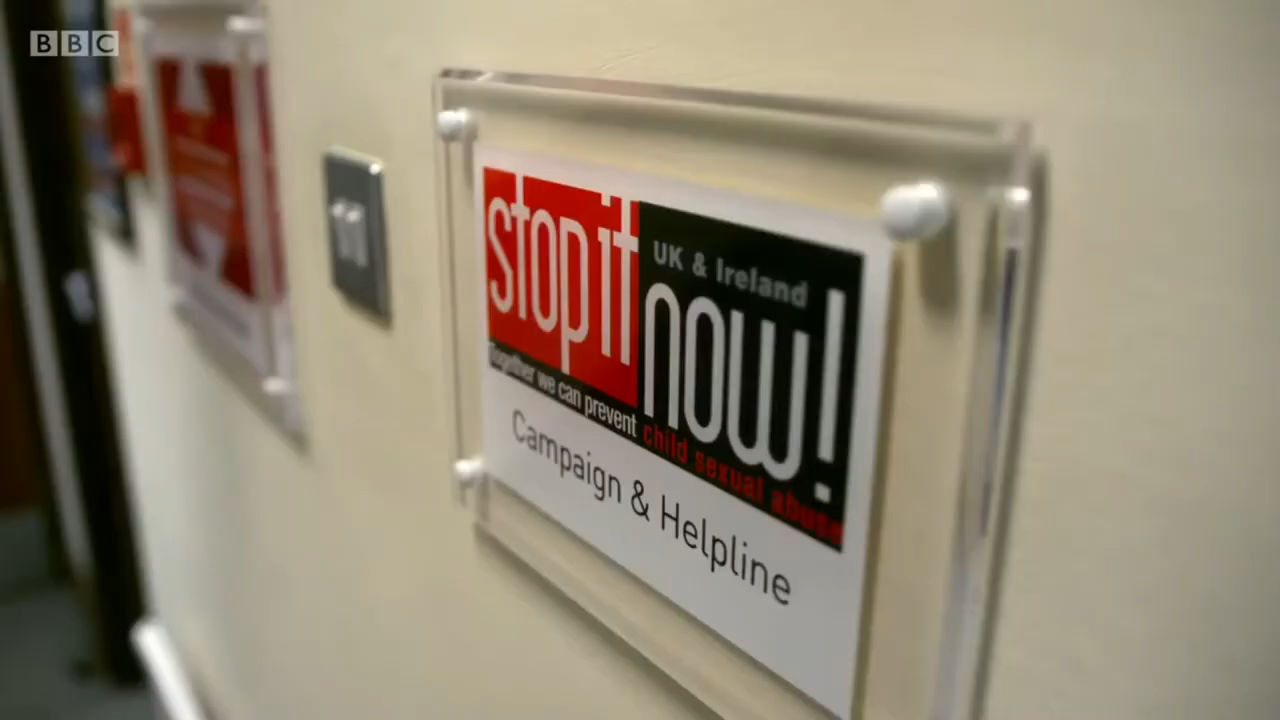 BBC
stop it
UK & Ireland
now!
Together we can prevent child sexual abuse
Campaign & Helpline